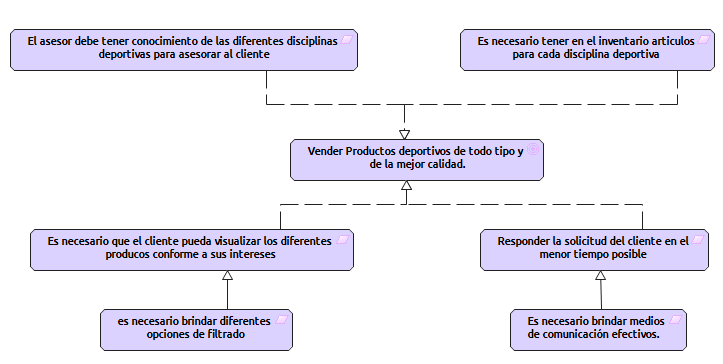 El asesor debe tener conocimiento de las diferentes disciplinas
deportivas para asesorar al cliente
Es necesario tener en el inventario articulos
para cada disciplina deportiva
Vender Productos deportivos de todo tipo y
de la mejor calidad.
Es necesario que el cliente pueda visualizar los diferentes
producos conforme a sus intereses
Responder la solicitud del cliente en el
menor tiempo posible
es necesario brindar diferentes
opciones de filtrado
Es necesario brindar medios
de comunicación efectivos.